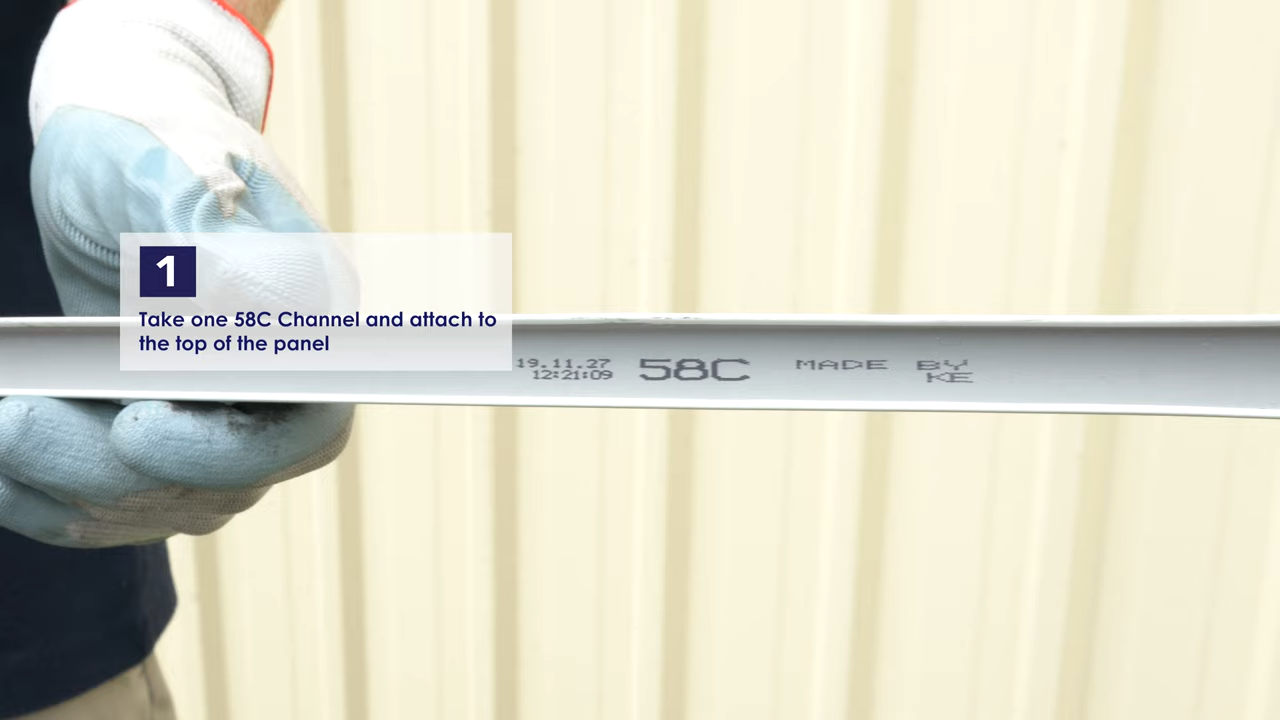 1
Take one 58C Channel and attach to
the top of the panel
19.11.27
12:21:09
58C
MADE BY
KE